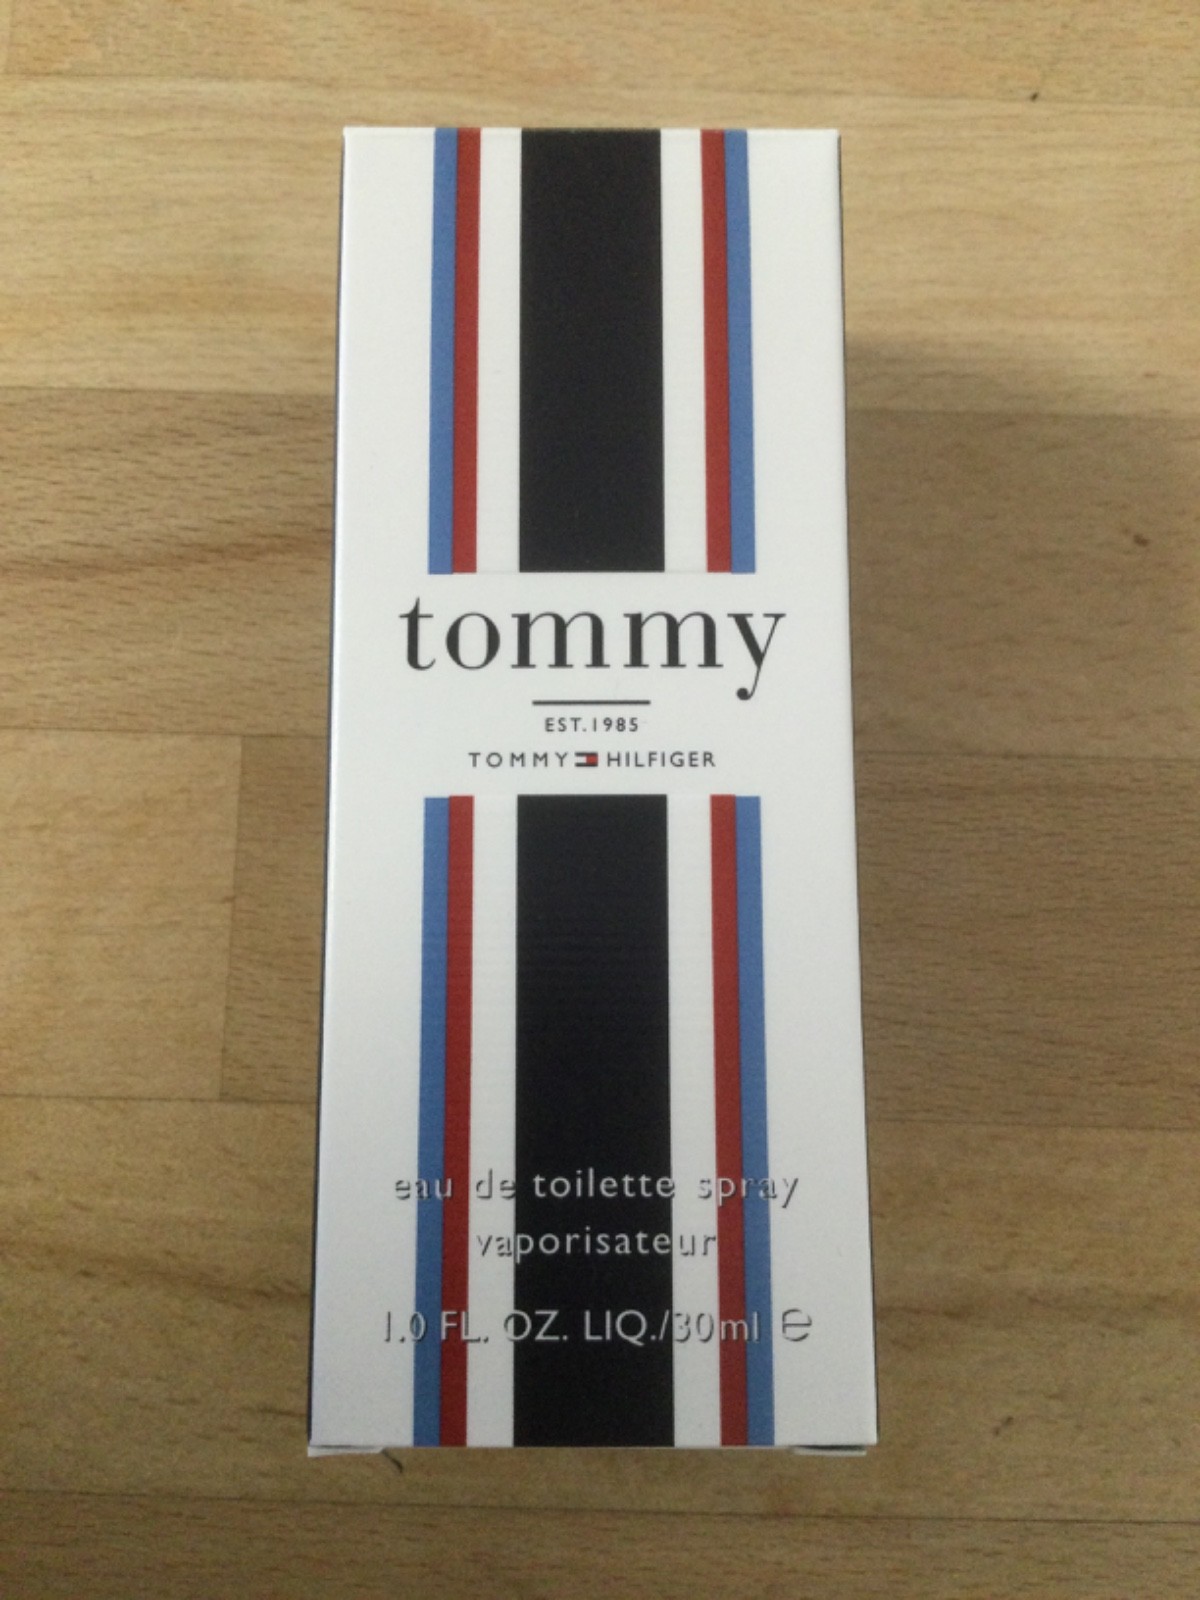 tommy
EST.1985
TOMMY HILFIGER
eau de toilette spray
vaporisateur
1.0 FL. OZ. LIQ./30ml ℮